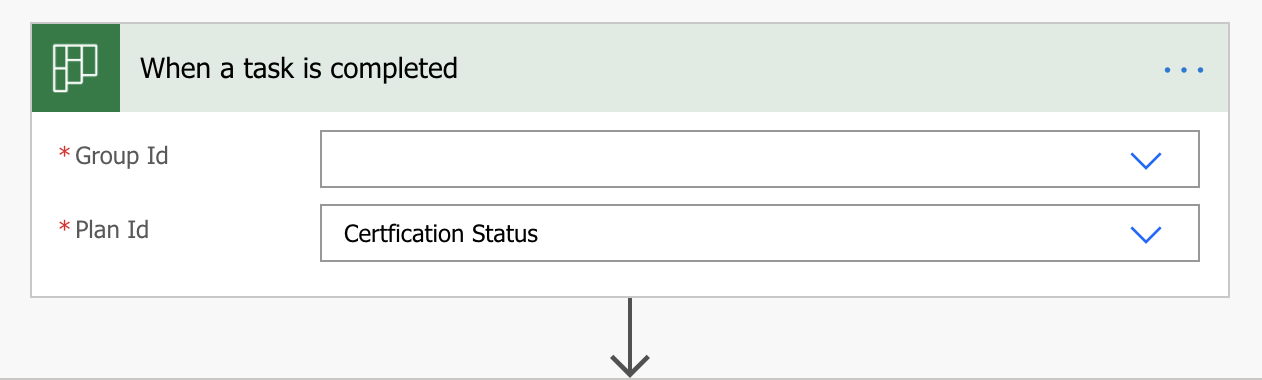 When a task is completed
* Group Id
* Plan Id
Certfication Status